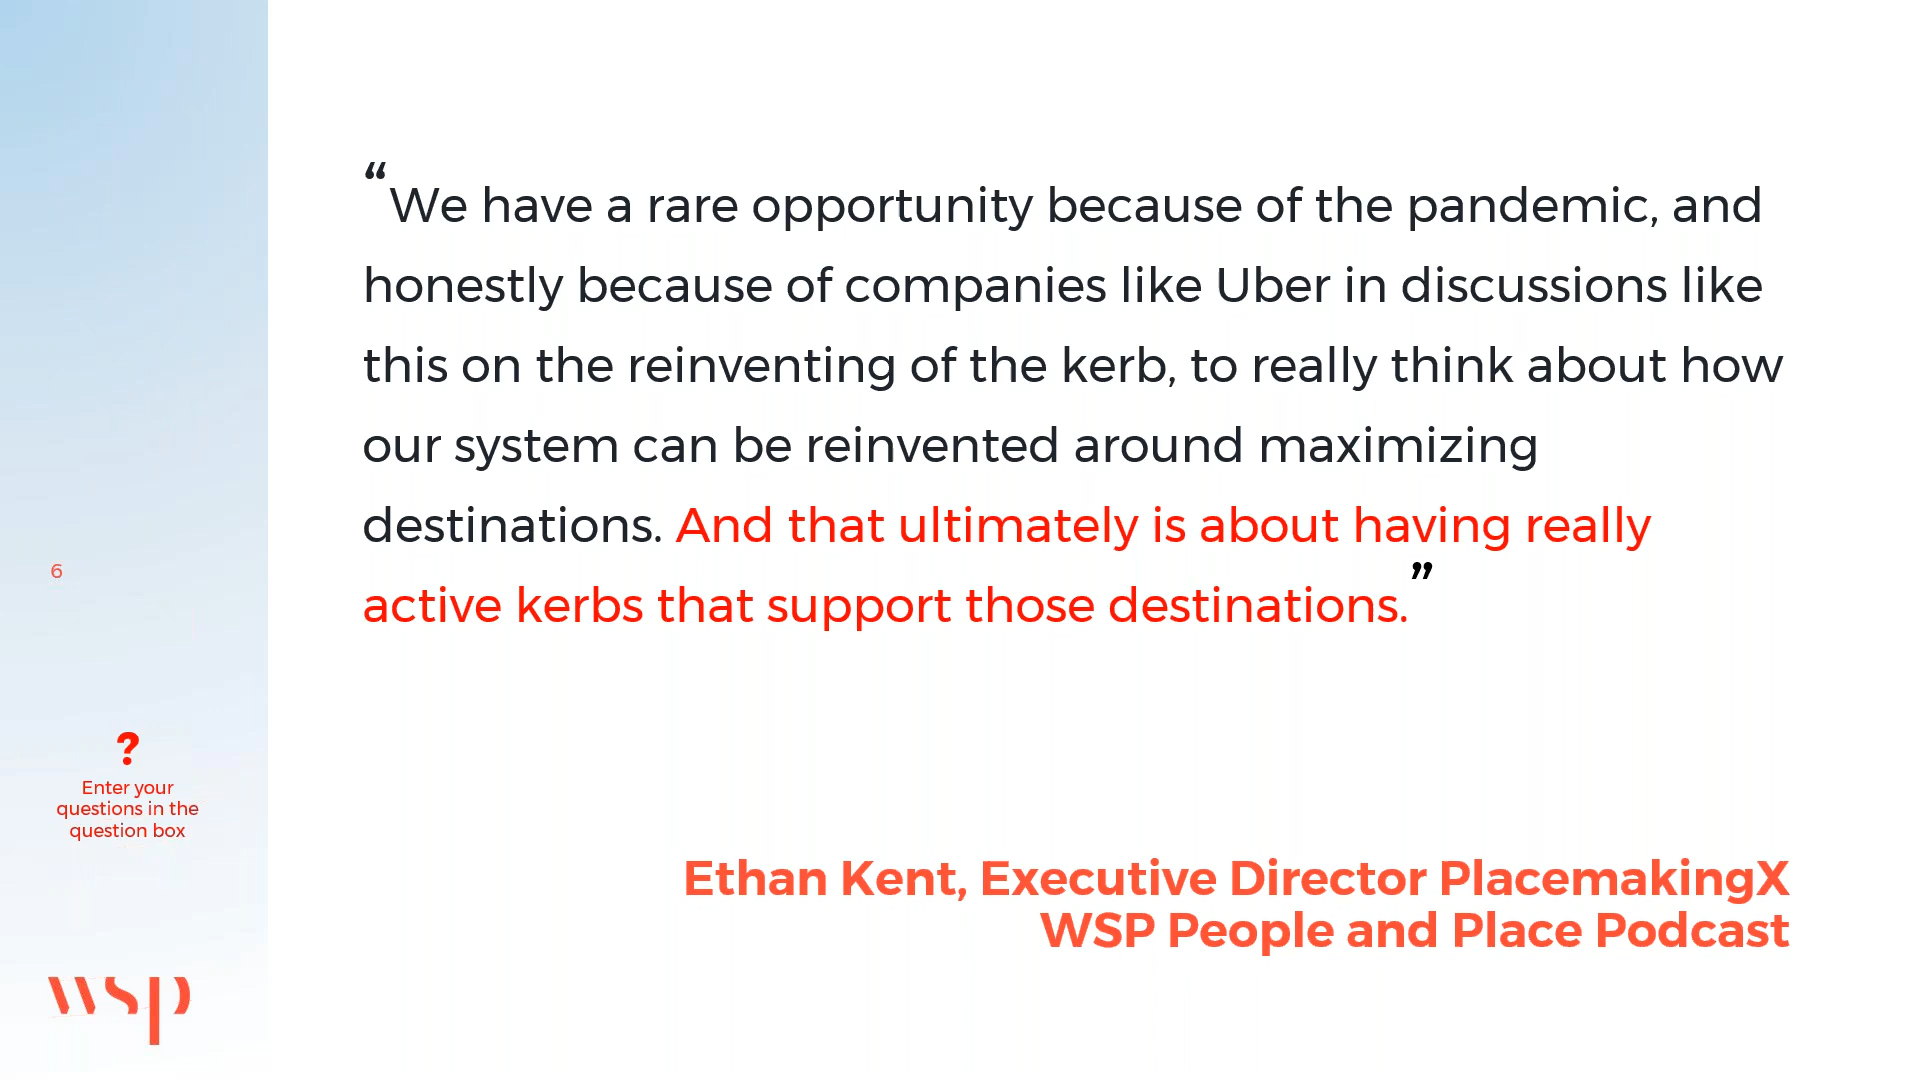 “We have a rare opportunity because of the pandemic, and
honestly because of companies like Uber in discussions like
this on the reinventing of the kerb, to really think about how
our system can be reinvented around maximizing
destinations. And that ultimately is about having really
active kerbs that support those destinations.”
6
?
Enter your
questions in the
question box
Ethan Kent, Executive Director PlacemakingX
WSP People and Place Podcast
wsp